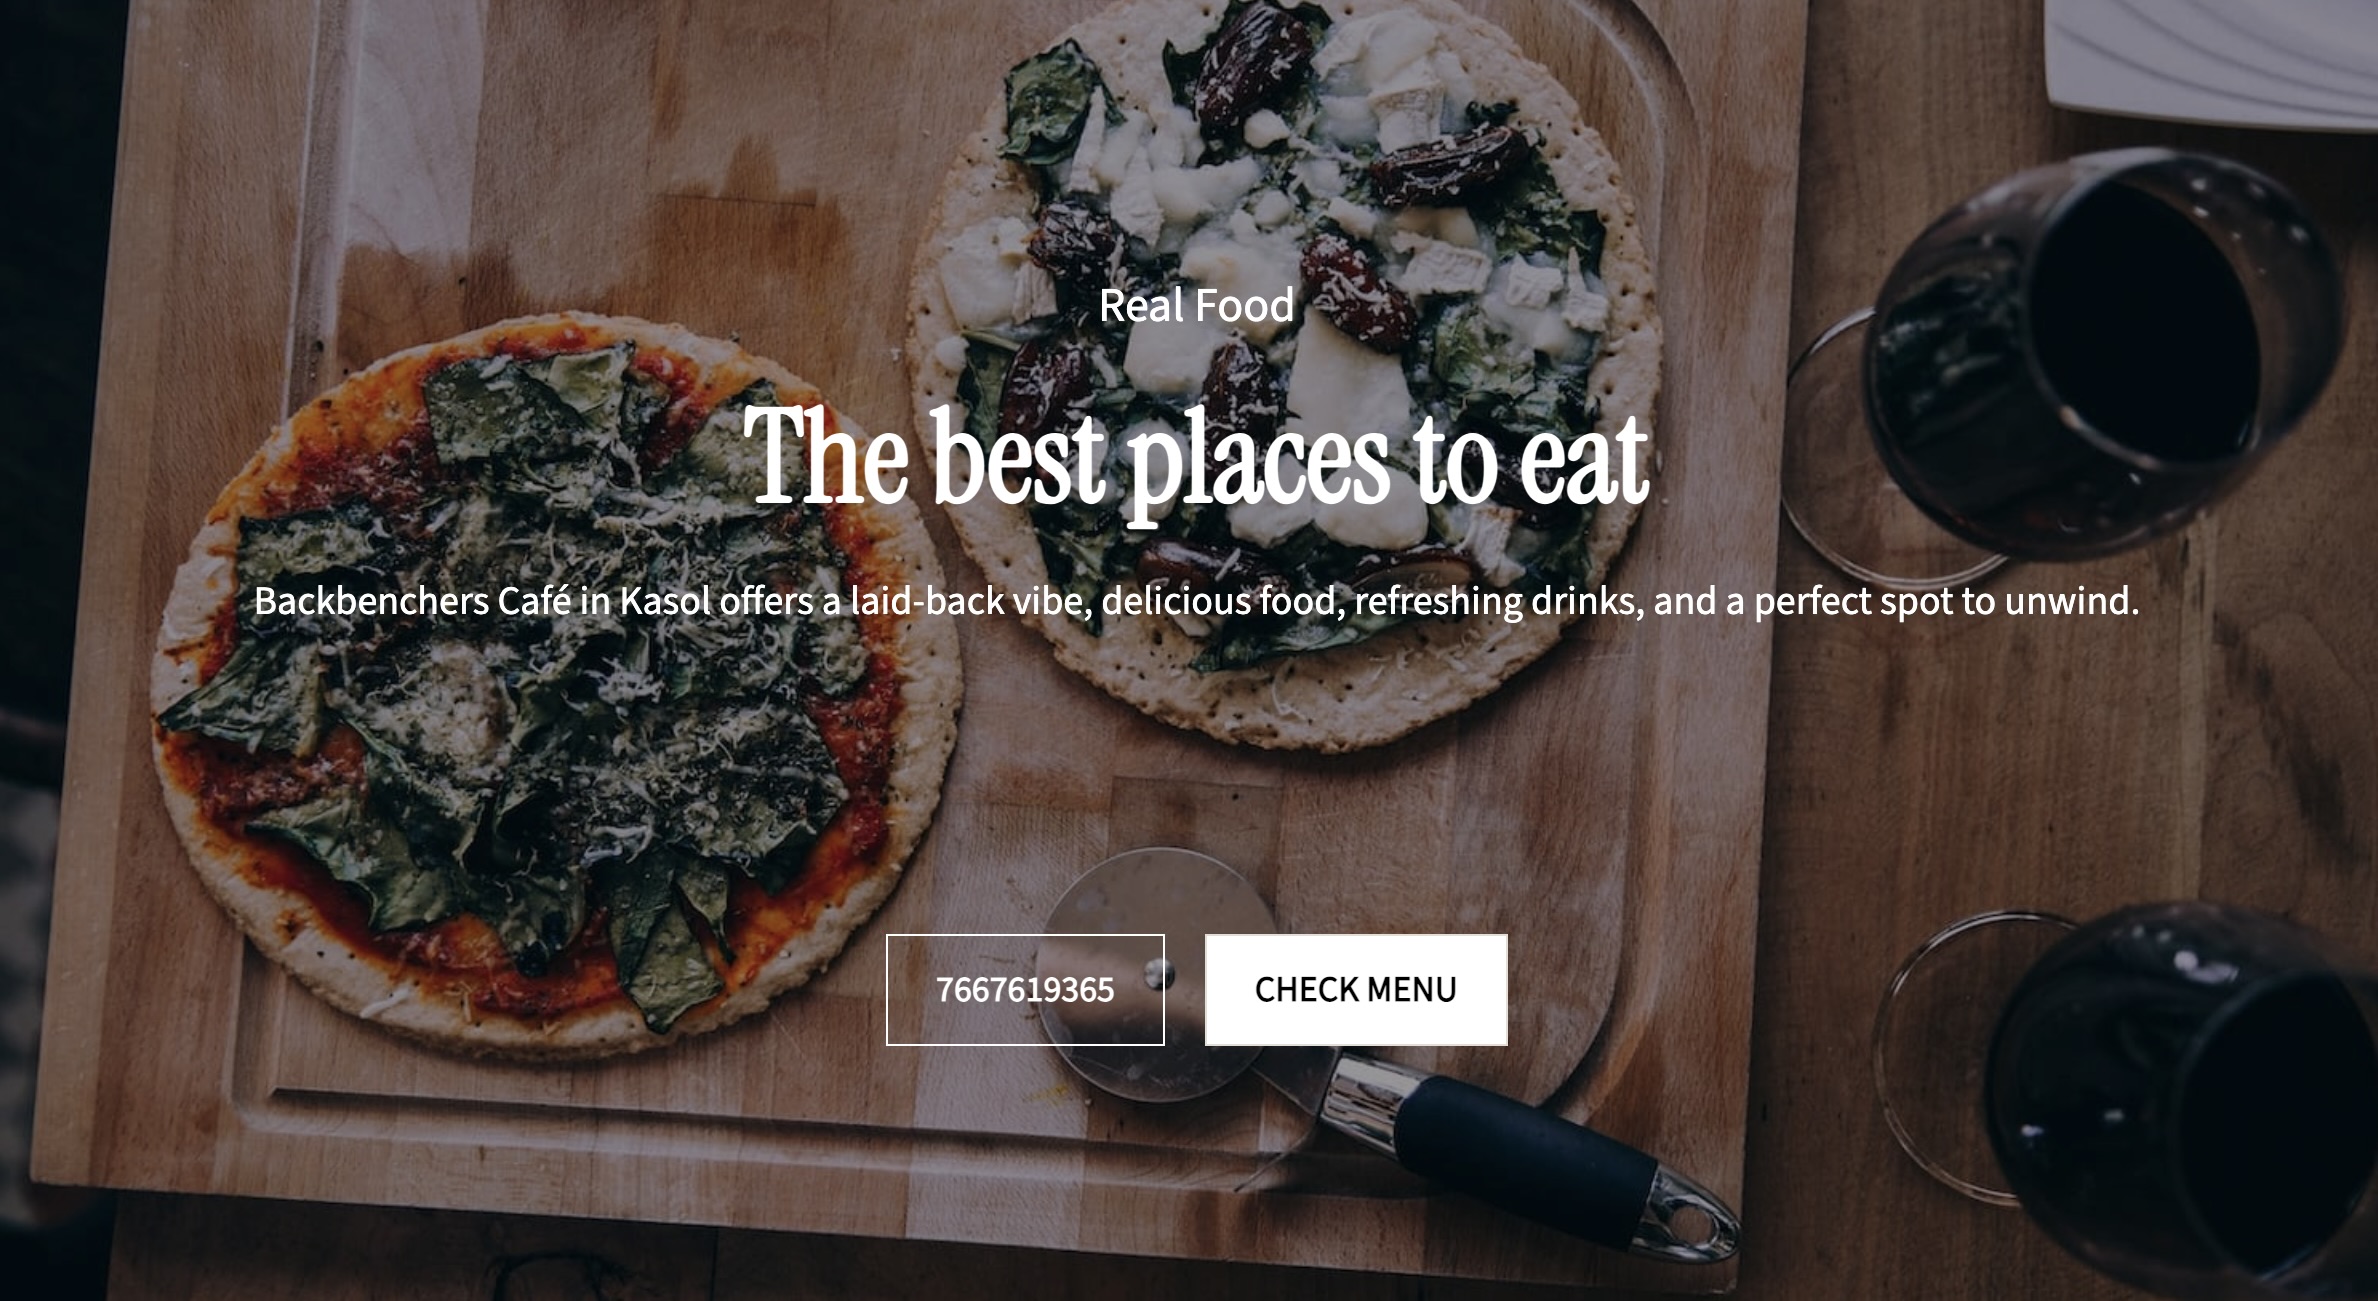 Real Food
The best places to eat
Backbenchers Café in Kasol offers a laid-back vibe, delicious food, refreshing drinks, and a perfect spot to unwind.
7667619365
CHECK MENU